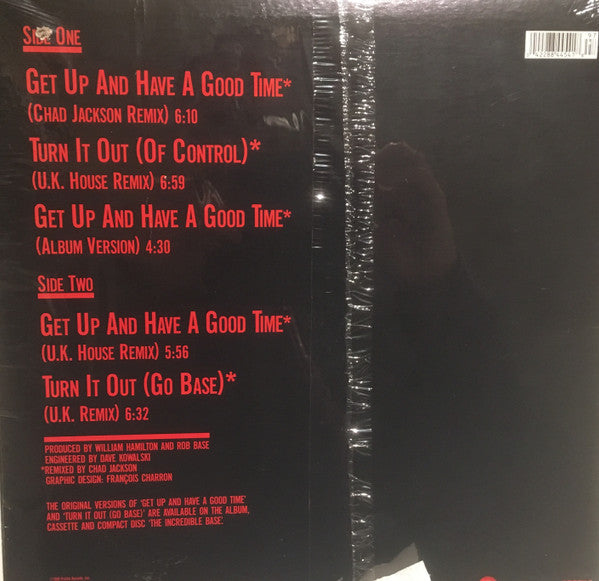 SIDE ONE
GET UP AND HAVE A GOOD TIME*
(CHAD JACKSON REMIX) 6:10
TURN IT OUT (OF CONTROL)*
(U.K. HOUSE REMIX) 6:59
GET UP AND HAVE A GOOD TIME*
(ALBUM VERSION) 4:30
SIDE TWO
GET UP AND HAVE A GOOD TIME*
(U.K. HOUSE REMIX) 5:56
TURN IT OUT (GO BASE)*
(U.K. REMIX) 6:32
PRODUCED BY WILLIAM HAMILTON AND ROB BASE
ENGINEERED BY DAVE KOWALSKI
*REMIXED BY CHAD JACKSON
GRAPHIC DESIGN: FRANÇOIS CHARRON
THE ORIGINAL VERSIONS OF 'GET UP AND HAVE A GOOD TIME'
AND 'TURN IT OUT (GO BASE)' ARE AVAILABLE ON THE ALBUM,
CASSETTE AND COMPACT DISC 'THE INCREDIBLE BASE'.